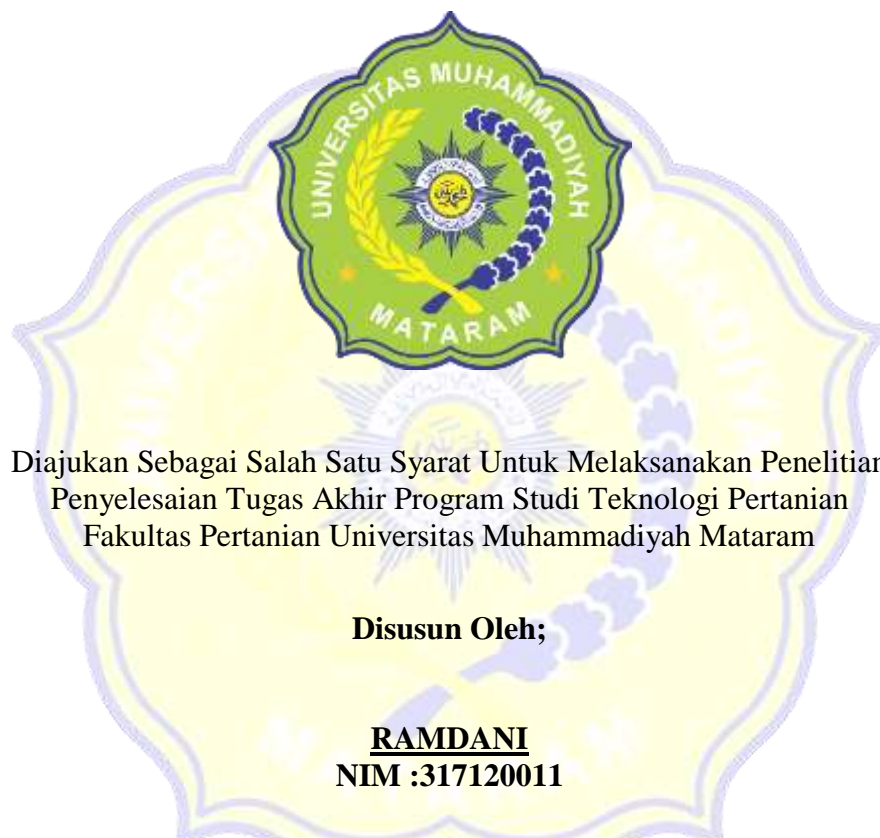 UNIVERSITAS MUHAMMADIYAH
MATARAM
Diajukan Sebagai Salah Satu Syarat Untuk Melaksanakan Penelitian
Penyelesaian Tugas Akhir Program Studi Teknologi Pertanian
Fakultas Pertanian Universitas Muhammadiyah Mataram
Disusun Oleh;
RAMDANI
NIM :317120011